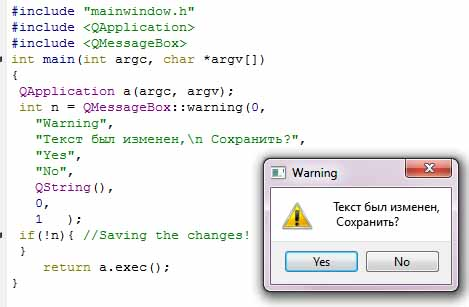 #include "mainwindow.h"
#include <QApplication>
#include <QMessageBox>
int main(int argc, char *argv[])
{
QApplication a(argc, argv);
int n = QMessageBox::warning(0,
"Warning",
"Текст был изменен,\n Сохранить?",
"Yes",
"No",
QString(),
0,
1 );
if(!n){ //Saving the changes!
}
return a.exec();
}
Warning
Текст был изменен,
Сохранить?
Yes
No